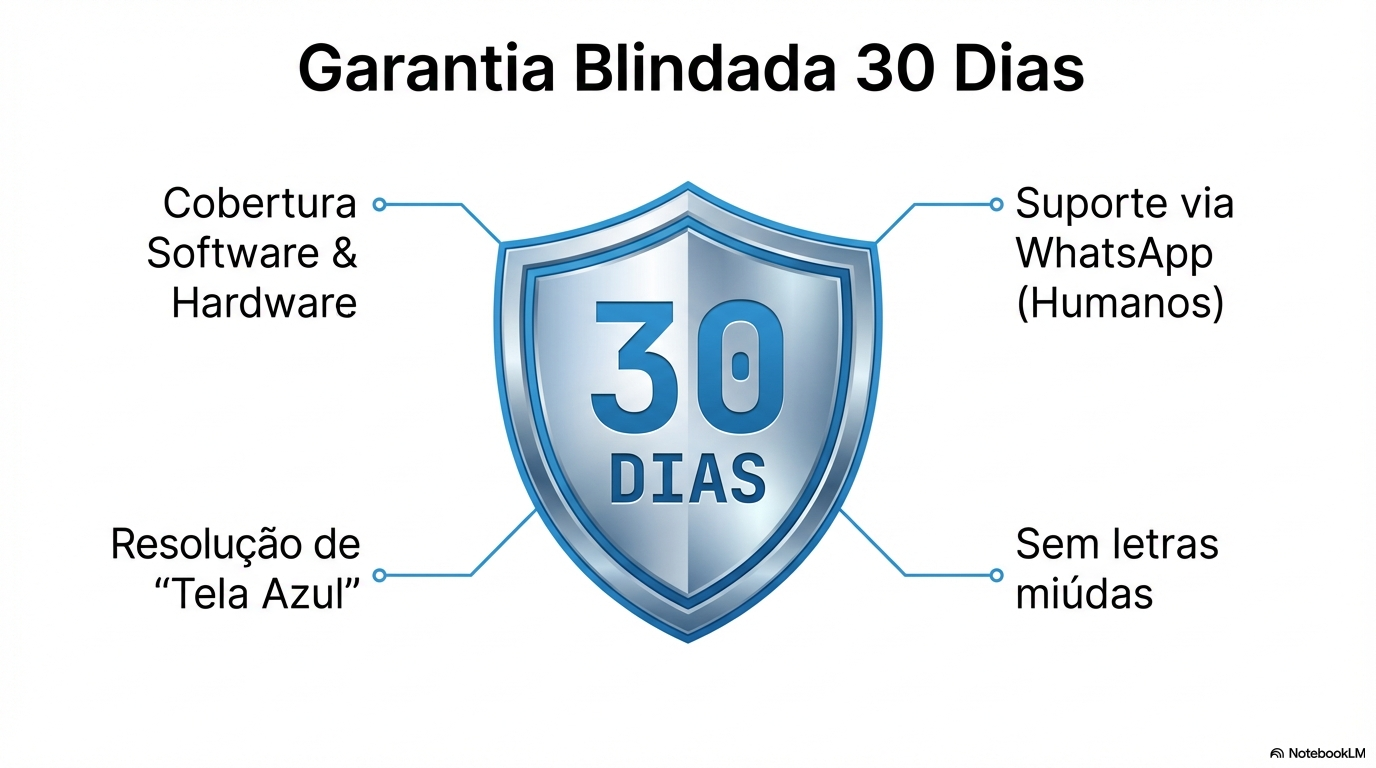 Garantia Blindada 30 Dias
Cobertura
Software &
Hardware
Suporte via
WhatsApp
(Humanos)
30
DIAS
Resolução de
“Tela Azul”
Sem letras
miúdas
NotebookLM